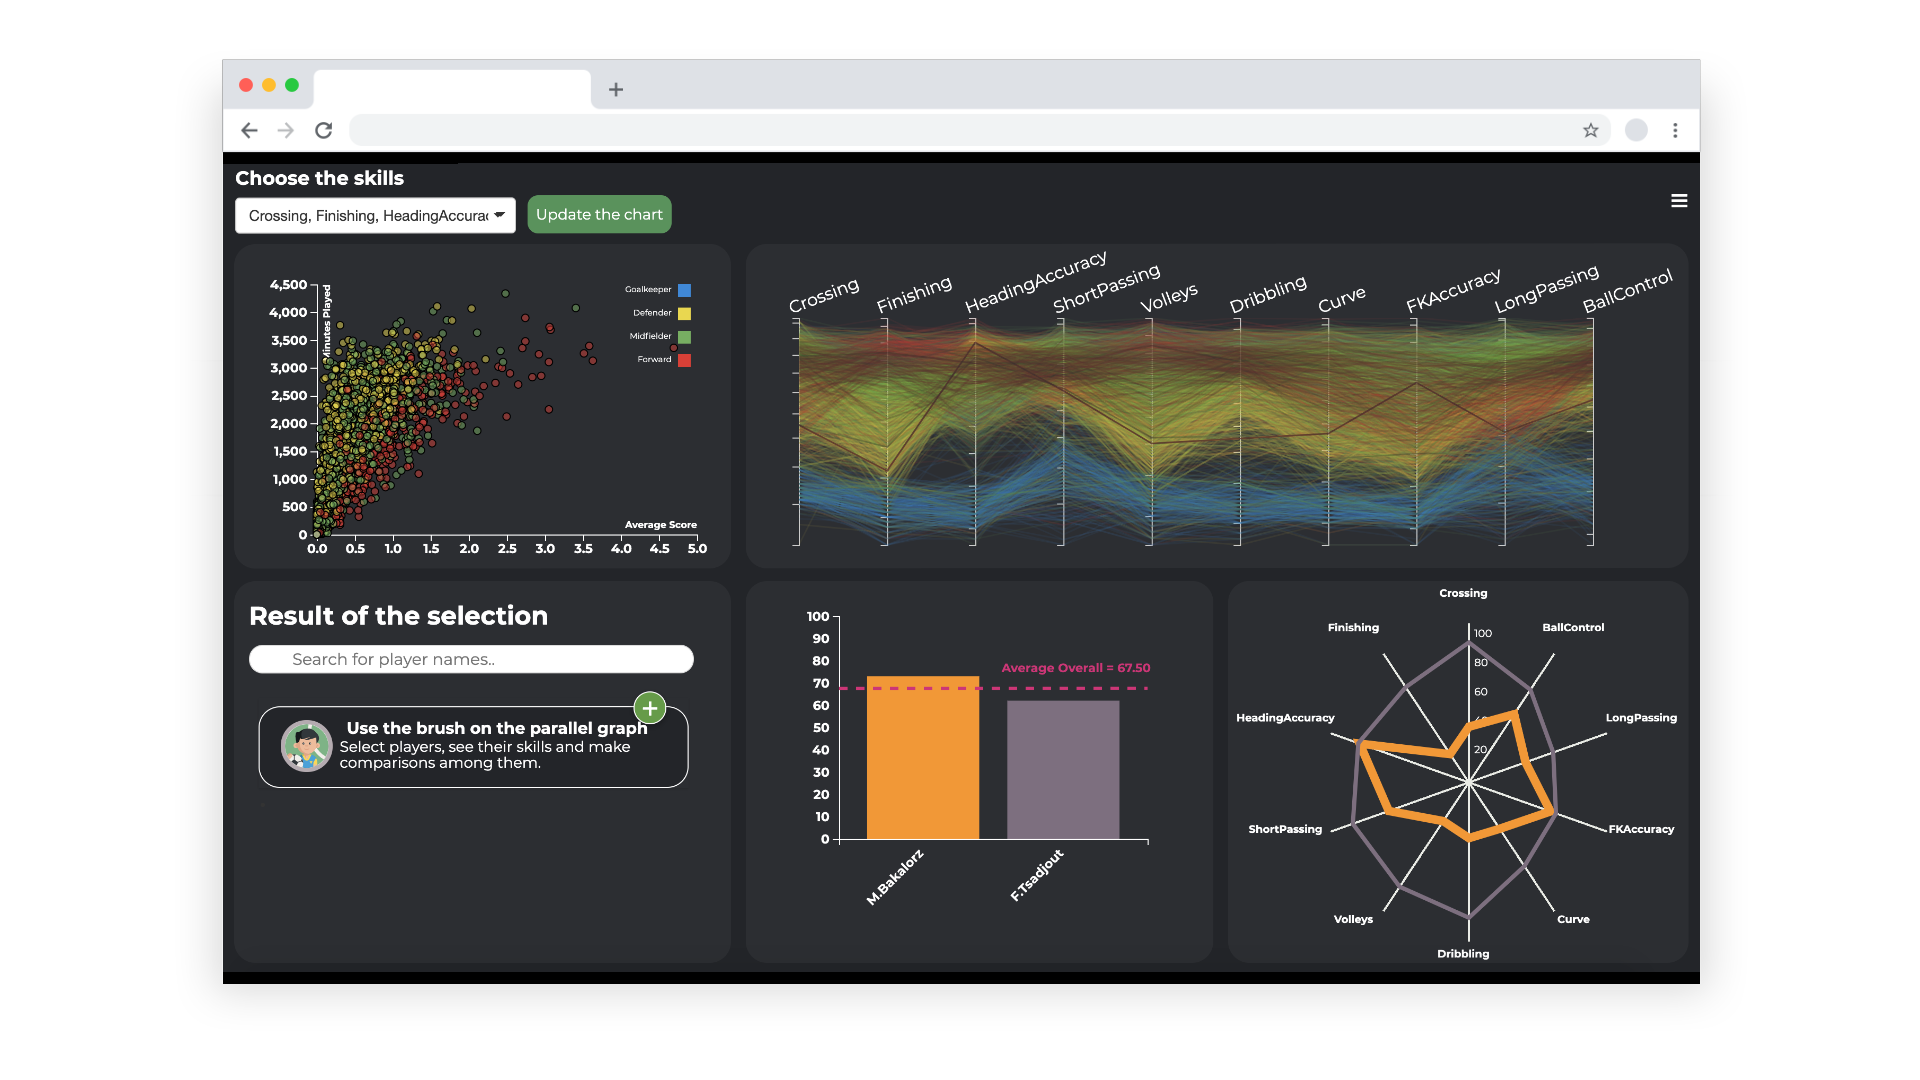 Choose the skills
Crossing, Finishing, HeadingAccurac
Update the chart
4,500
4,000
3,500
3,000
2,500
2,000
1,500
1,000
500
0
Minutes Played
Goalkeeper
Defender
Midfielder
Forward
Average Score
0.0 0.5 1.0 1.5 2.0 2.5 3.0 3.5 4.0 4.5 5.0
Crossing Finishing HeadingAccuracy ShortPassing Volleys Dribbling Curve FKAccuracy LongPassing BallControl
Result of the selection
Search for player names..
Use the brush on the parallel graph
Select players, see their skills and make
comparisons among them.
100
90
80
70
60
50
40
30
20
10
0
Average Overall = 67.50
M.Bakalorz F.Tsadjout
Crossing
Finishing
BallControl
100
80
60
40
20
HeadingAccuracy
LongPassing
ShortPassing
FKAccuracy
Volleys
Curve
Dribbling